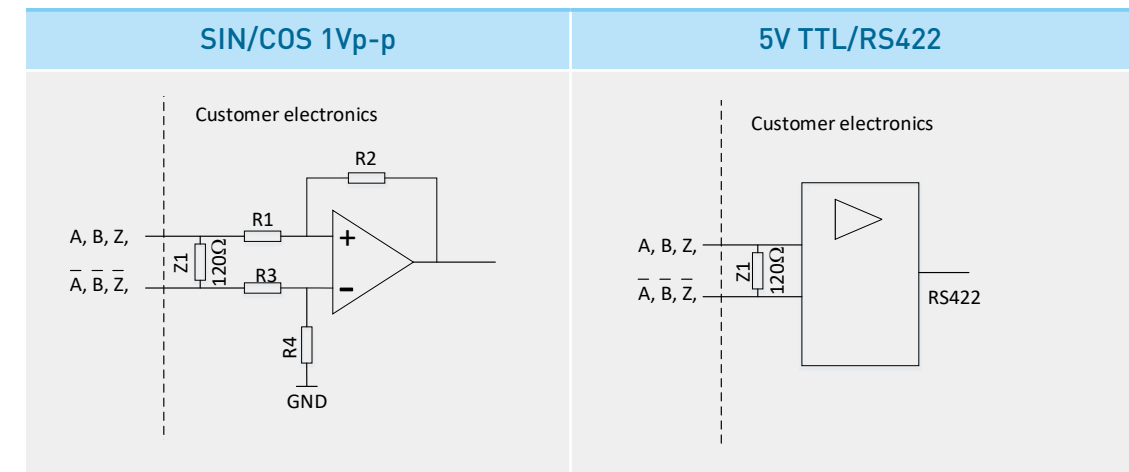 SIN/COS 1Vp-p
5V TTL/RS422
Customer electronics
R2
R1
A, B, Z,
+
Z1
120Ω
A̅, B̅, Z̅,
R3
−
R4
GND
Customer electronics
A, B, Z,
Z1
120Ω
A̅, B̅, Z̅,
RS422